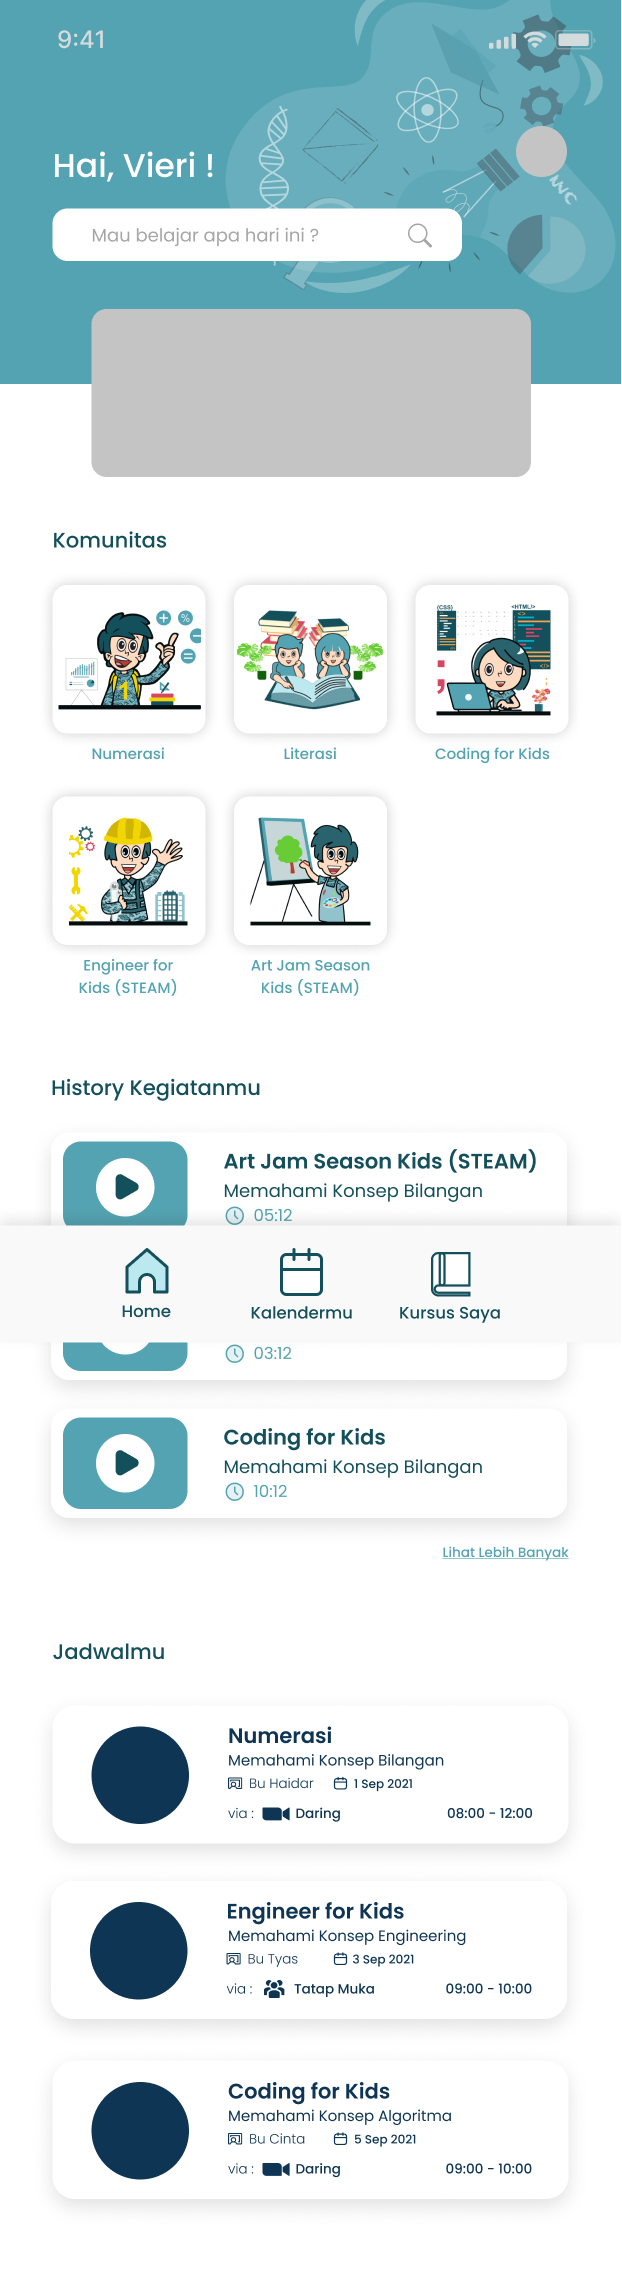 9:41
Hai, Vieri !
Mau belajar apa hari ini ?
Komunitas
(CSS)
<HTML/>
Numerasi
Literasi
Coding for Kids
Engineer for
Kids (STEAM)
Art Jam Season
Kids (STEAM)
History Kegiatanmu
Art Jam Season Kids (STEAM)
Memahami Konsep Bilangan
05:12
Home
Kalendermu
Kursus Saya
03:12
Coding for Kids
Memahami Konsep Bilangan
10:12
Lihat Lebih Banyak
Jadwalmu
Numerasi
Memahami Konsep Bilangan
Bu Haidar 1 Sep 2021
via : Daring 08:00 - 12:00
Engineer for Kids
Memahami Konsep Engineering
Bu Tyas 3 Sep 2021
via : Tatap Muka 09:00 - 10:00
Coding for Kids
Memahami Konsep Algoritma
Bu Cinta 5 Sep 2021
via : Daring 09:00 - 10:00